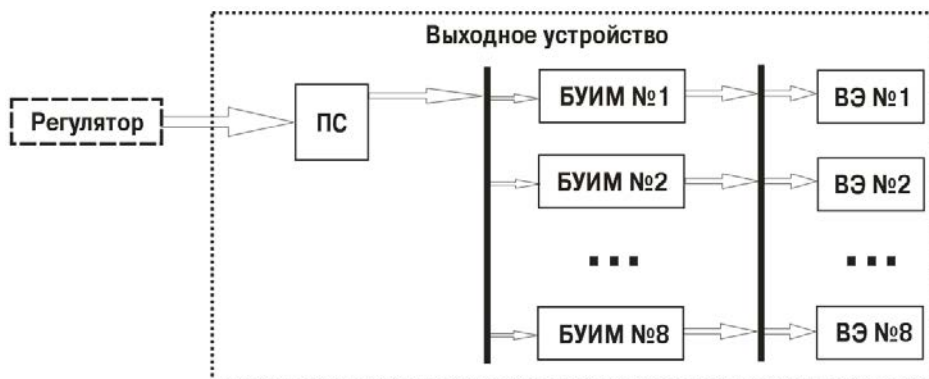 Выходное устройство
Регулятор
ПС
БУИМ №1
ВЭ №1
БУИМ №2
ВЭ №2
...
...
БУИМ №8
ВЭ №8